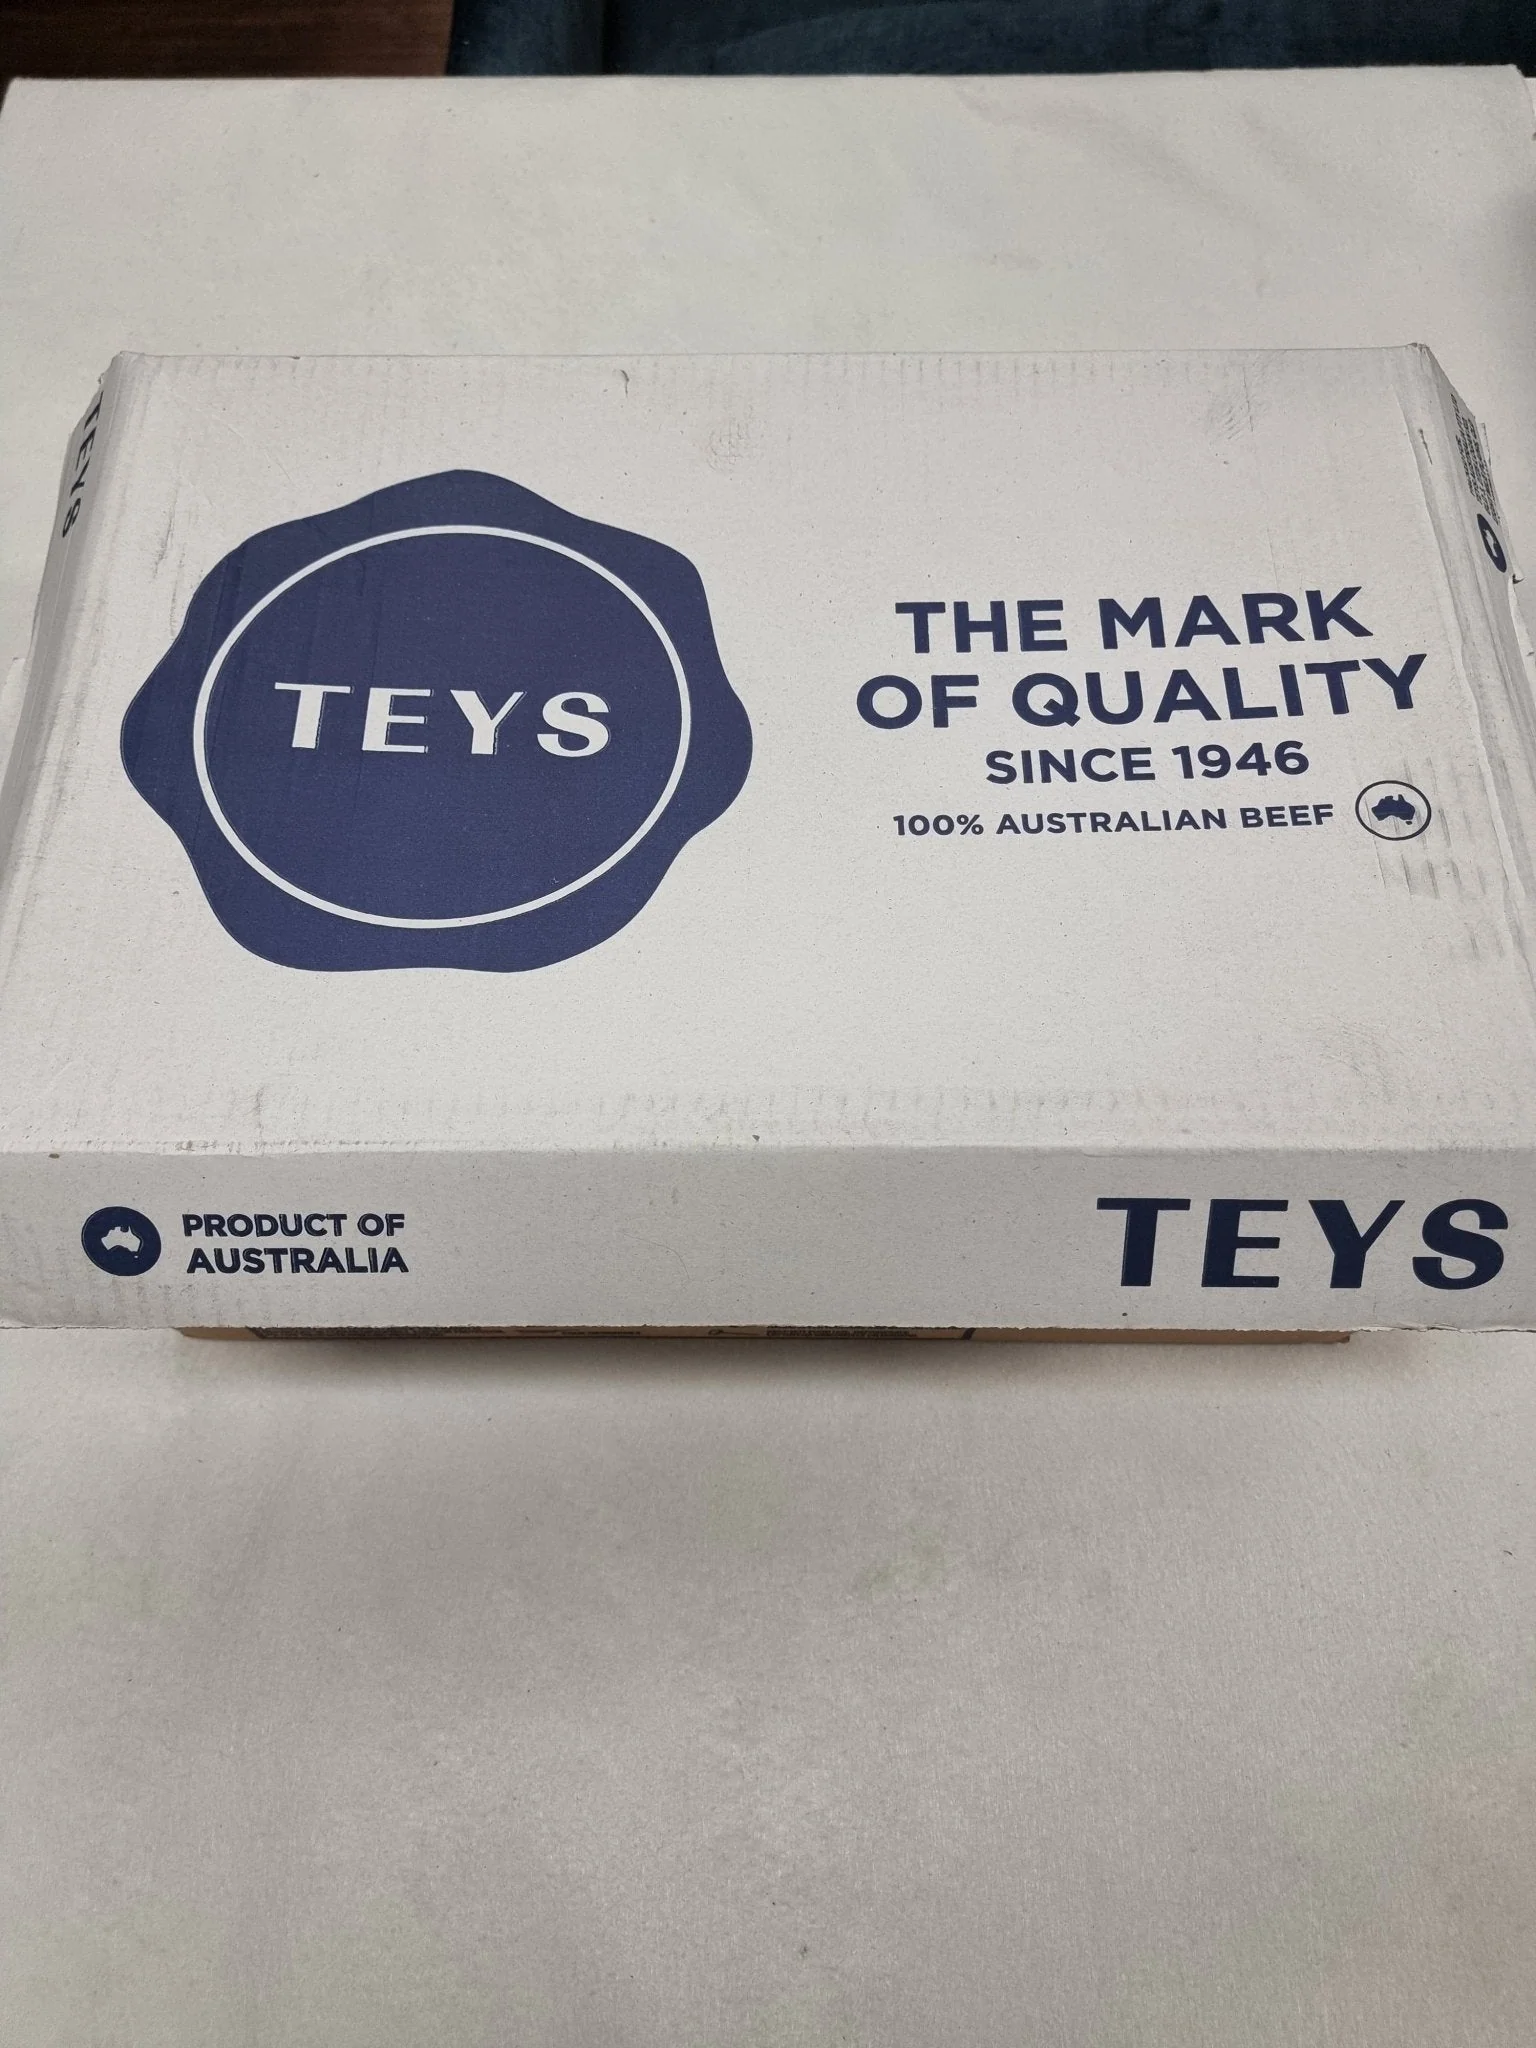 TEYS
TEYS
THE MARK
OF QUALITY
SINCE 1946
100% AUSTRALIAN BEEF
PRODUCT OF
AUSTRALIA
TEYS